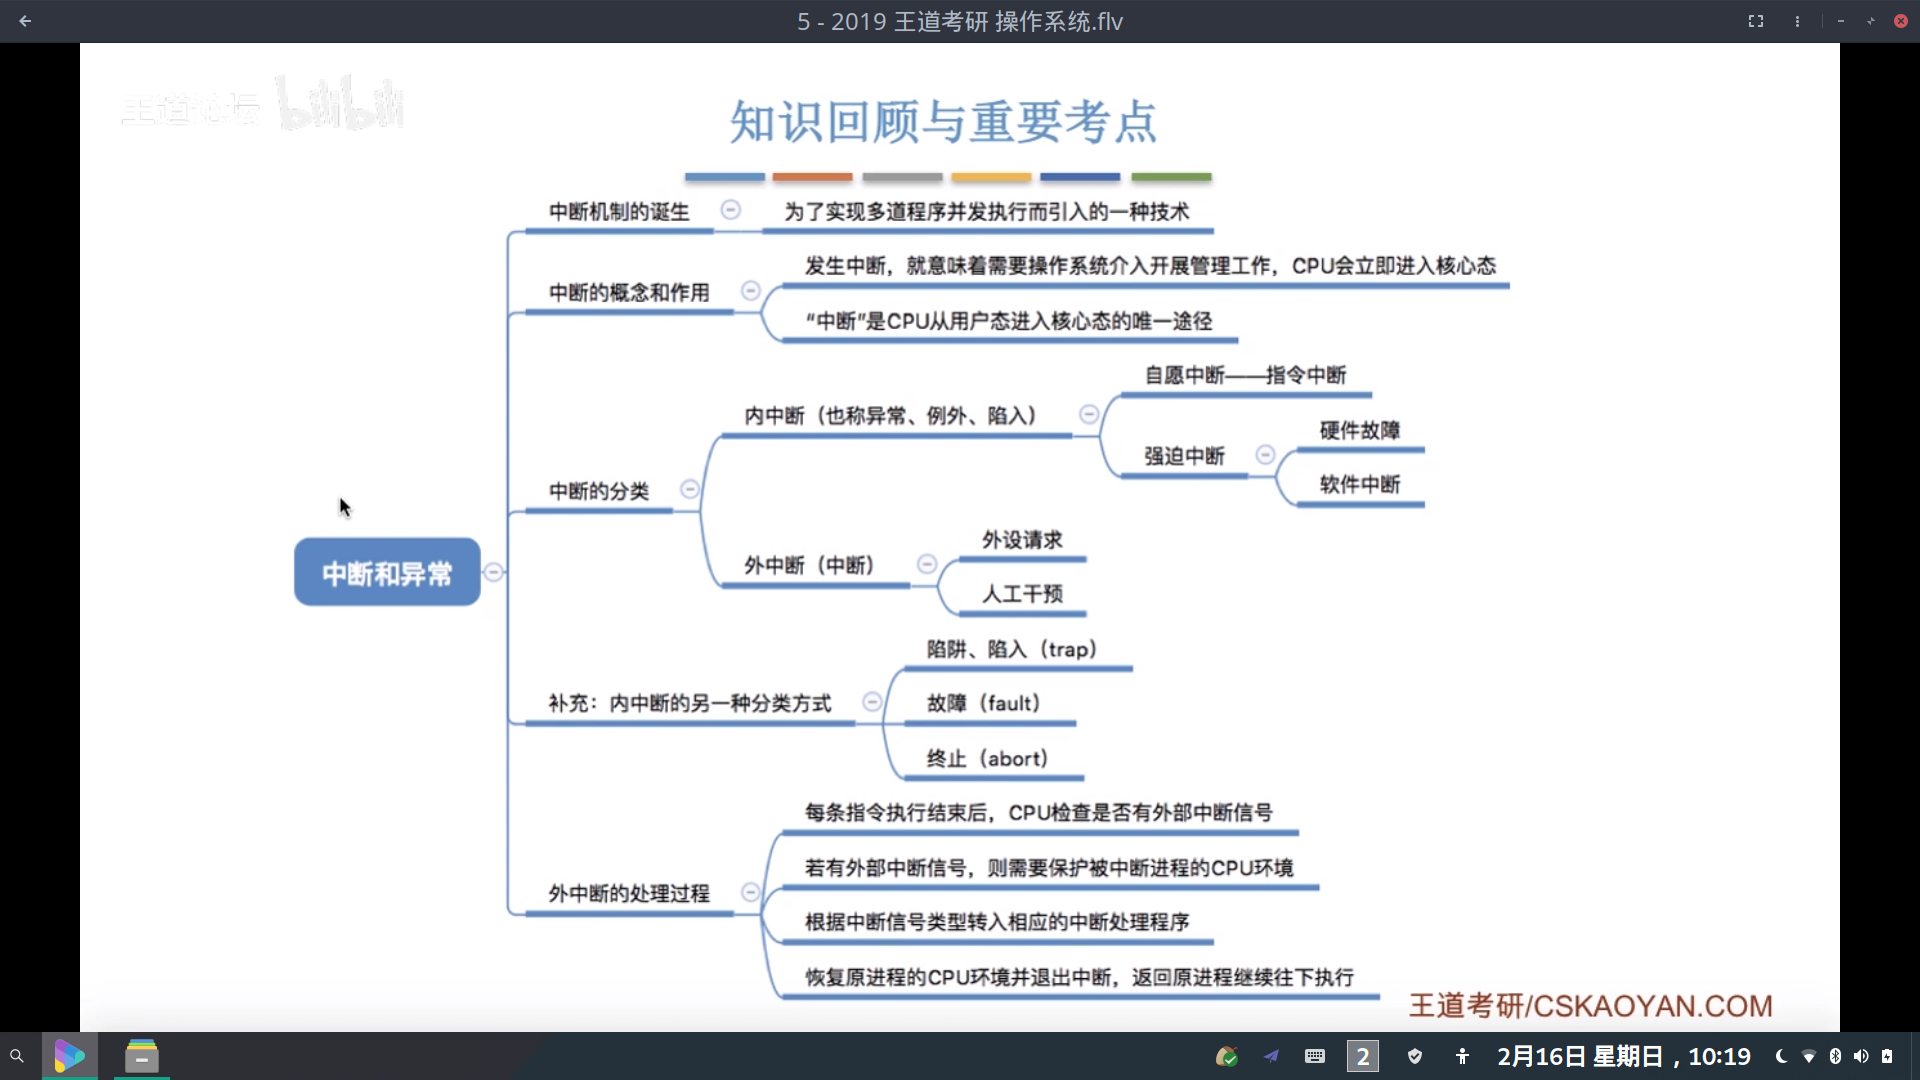 5 - 2019 王道考研 操作系统.flv
王道论坛 bilibili
知识回顾与重要考点
中断机制的诞生
为了实现多道程序并发执行而引入的一种技术
中断的概念和作用
发生中断，就意味着需要操作系统介入开展管理工作，CPU会立即进入核心态
“中断”是CPU从用户态进入核心态的唯一途径
中断和异常
中断的分类
内中断（也称异常、例外、陷入）
自愿中断——指令中断
强迫中断
硬件故障
软件中断
外中断（中断）
外设请求
人工干预
补充：内中断的另一种分类方式
陷阱、陷入（trap）
故障（fault）
终止（abort）
外中断的处理过程
每条指令执行结束后，CPU检查是否有外部中断信号
若有外部中断信号，则需要保护被中断进程的CPU环境
根据中断信号类型转入相应的中断处理程序
恢复原进程的CPU环境并退出中断，返回原进程继续往下执行
王道考研/CSKAOYAN.COM
2
2月16日 星期日，10:19